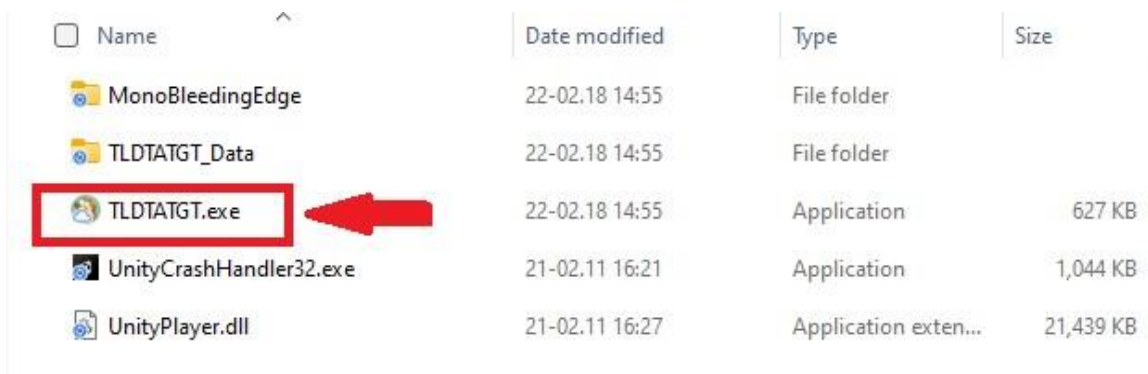 Name Date modified Type Size
MonoBleedingEdge 22-02.18 14:55 File folder
TLDTATGT_Data 22-02.18 14:55 File folder
TLDTATGT.exe 22-02.18 14:55 Application 627 KB
UnityCrashHandler32.exe 21-02.11 16:21 Application 1,044 KB
UnityPlayer.dll 21-02.11 16:27 Application exten... 21,439 KB